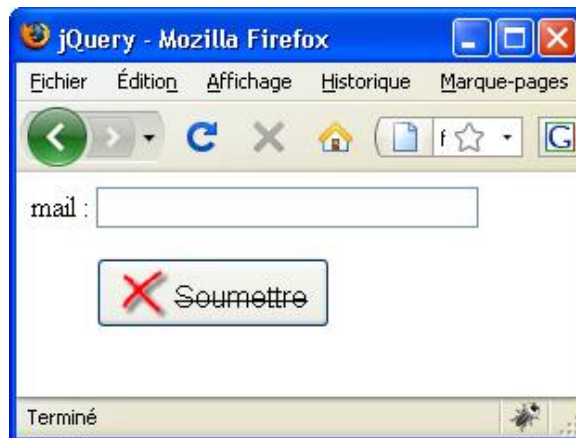 jQuery - Mozilla Firefox
Fichier Édition Affichage Historique Marque-pages
f G
mail :
Soumettre
Terminé